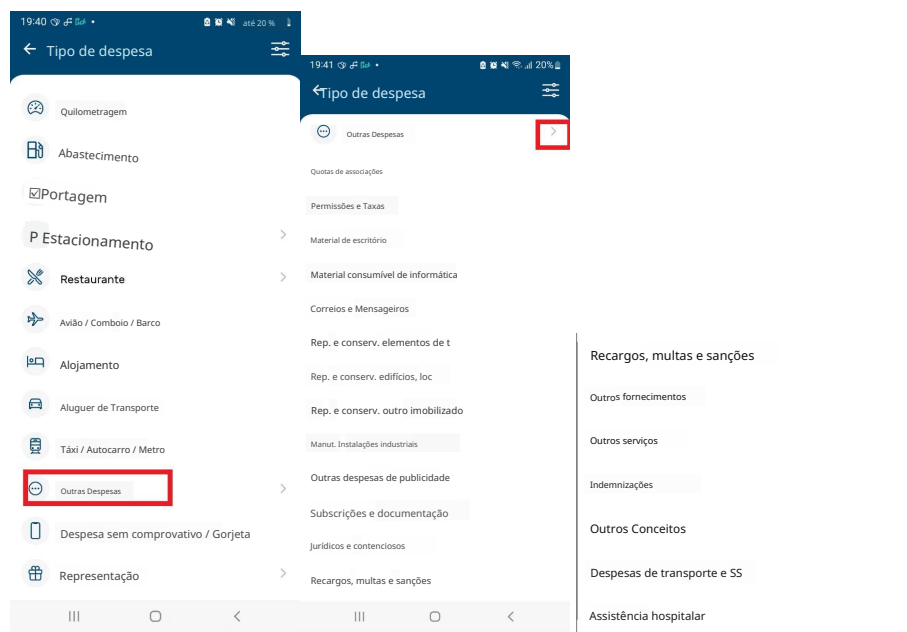 19:40
até 20 %
Tipo de despesa
Quilometragem
Abastecimento
Portagem
P Estacionamento
Restaurante
Avião / Comboio / Barco
Alojamento
Aluguer de Transporte
Táxi / Autocarro / Metro
Outras Despesas
Despesa sem comprovativo / Gorjeta
Representação
19:41
20%
Tipo de despesa
Outras Despesas
Quotas de associações
Permissões e Taxas
Material de escritório
Material consumível de informática
Correios e Mensageiros
Rep. e conserv. elementos de t
Rep. e conserv. edifícios, loc
Rep. e conserv. outro imobilizado
Manut. Instalações industriais
Outras despesas de publicidade
Subscrições e documentação
Jurídicos e contenciosos
Recargos, multas e sanções
Recargos, multas e sanções
Outros fornecimentos
Outros serviços
Indemnizações
Outros Conceitos
Despesas de transporte e SS
Assistência hospitalar